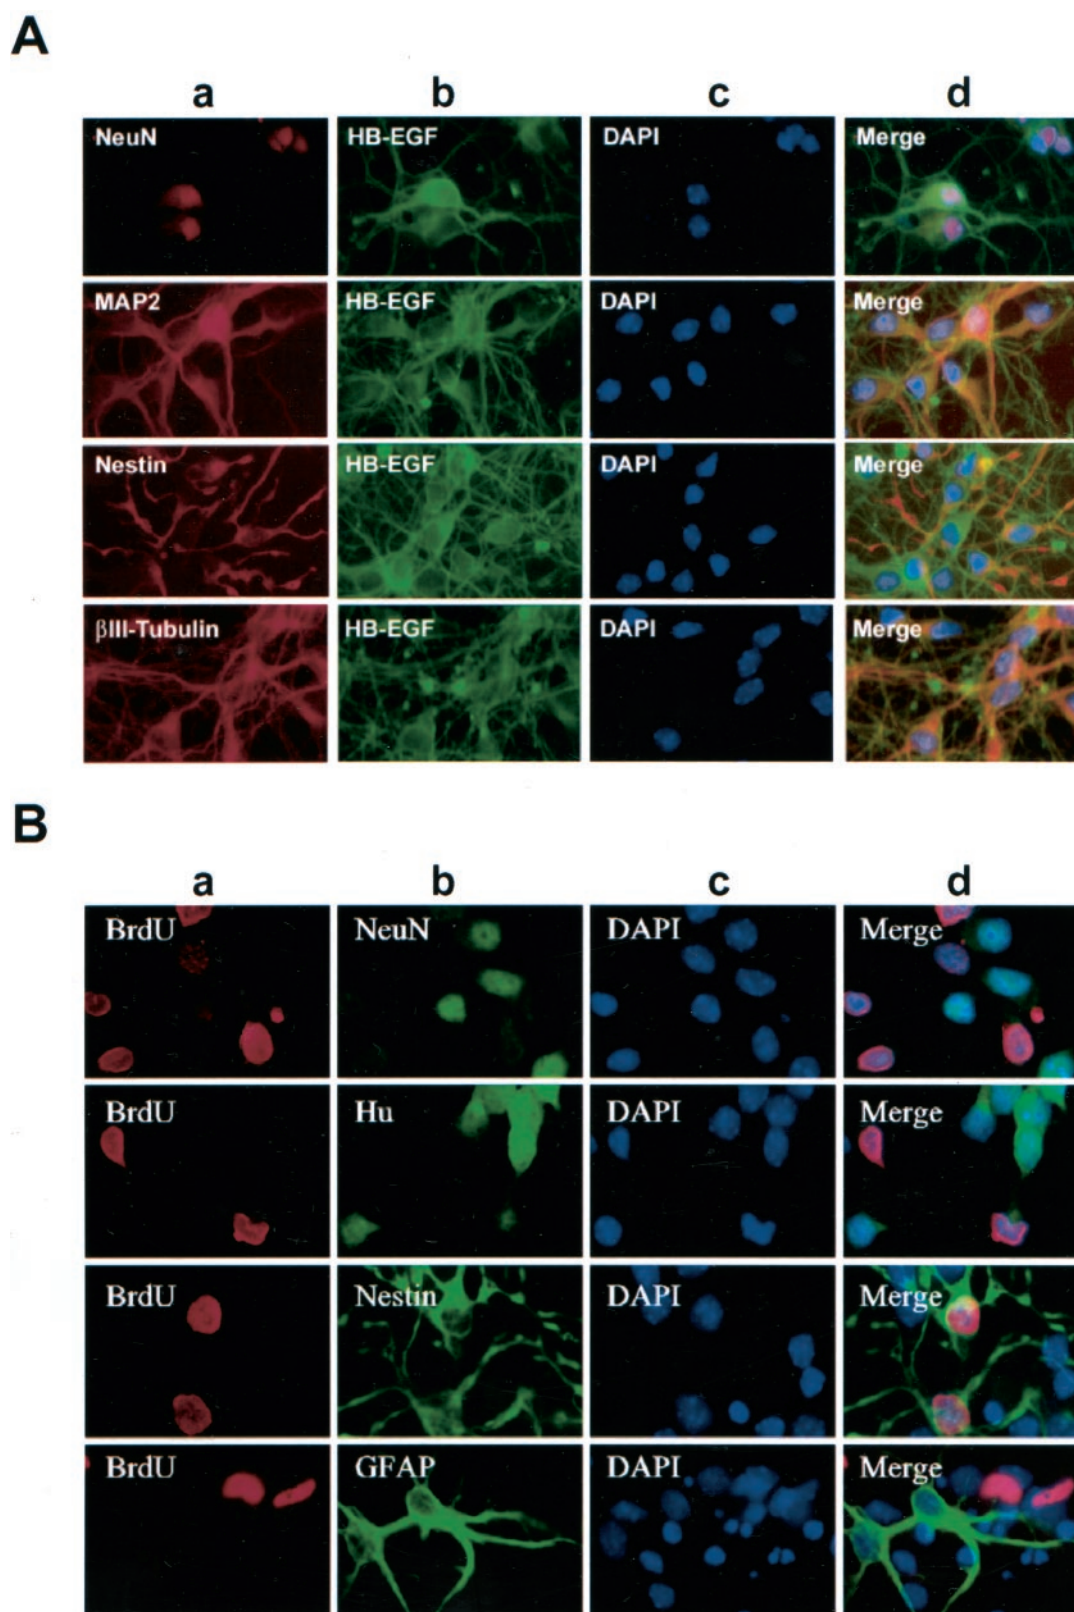 A
a b c d
NeuN HB-EGF DAPI Merge
MAP2 HB-EGF DAPI Merge
Nestin HB-EGF DAPI Merge
βIII-Tubulin HB-EGF DAPI Merge
B
a b c d
BrdU NeuN DAPI Merge
BrdU Hu DAPI Merge
BrdU Nestin DAPI Merge
BrdU GFAP DAPI Merge